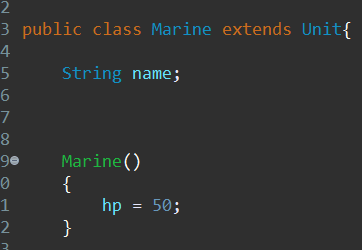 2
3 public class Marine extends Unit{
4
5     String name;
6
7
8
9     Marine()
0     {
1         hp = 50;
2     }
3